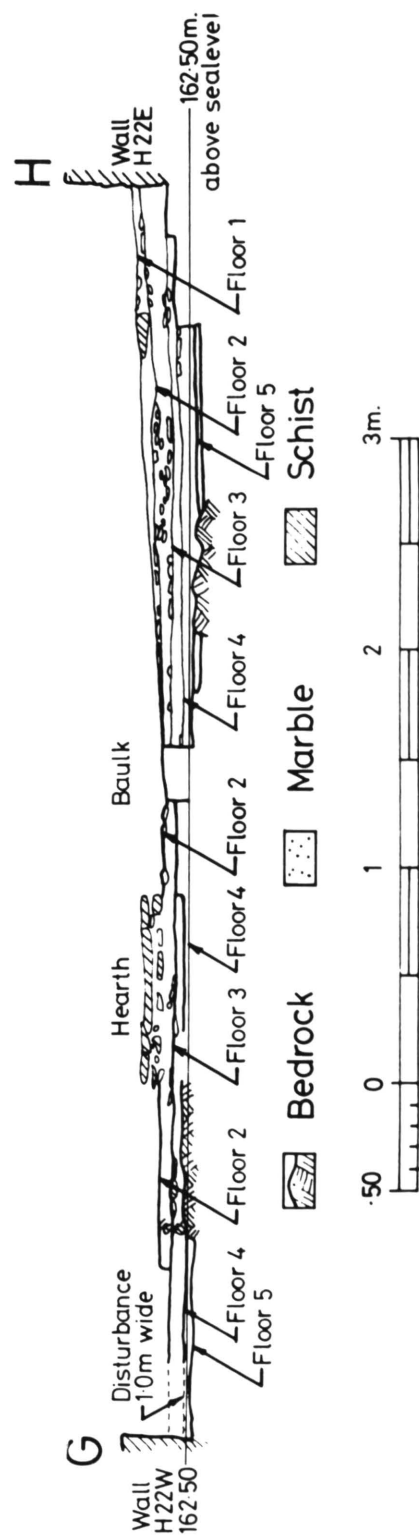 G
H
Wall
H22W
162·50
Disturbance
1·0m wide
Hearth
Baulk
Wall
H22E
162·50m.
above sealevel
Floor 4
Floor 5
Floor 2
Floor 3
Floor 4
Floor 2
Floor 4
Floor 3
Floor 2
Floor 5
Floor 1
Bedrock
Marble
Schist
·50
0
1
2
3m.